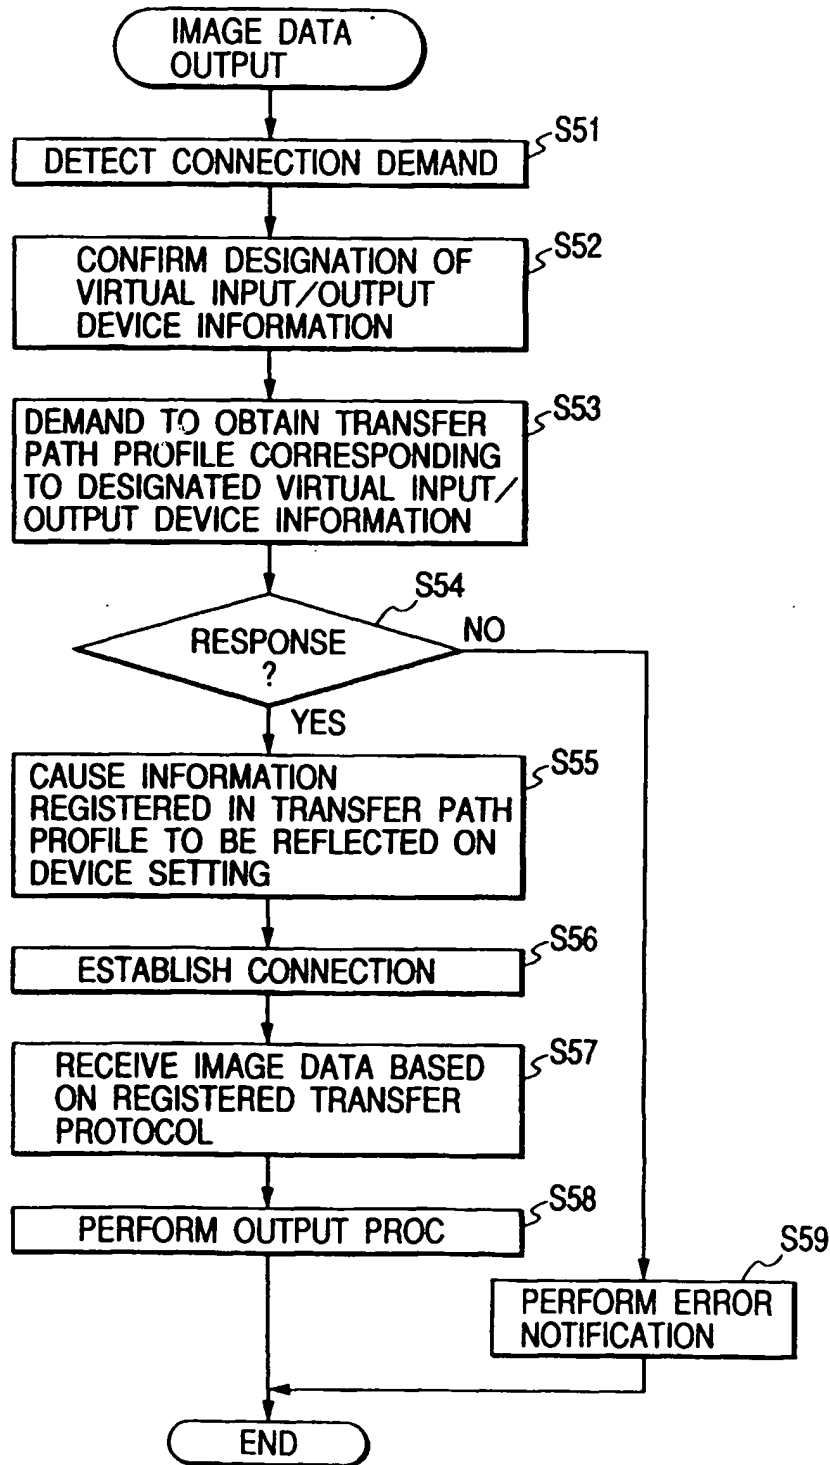 IMAGE DATA
OUTPUT
S51
DETECT CONNECTION DEMAND
S52
CONFIRM DESIGNATION OF
VIRTUAL INPUT/OUTPUT
DEVICE INFORMATION
S53
DEMAND TO OBTAIN TRANSFER
PATH PROFILE CORRESPONDING
TO DESIGNATED VIRTUAL INPUT/
OUTPUT DEVICE INFORMATION
S54
RESPONSE
?
NO
YES
S55
CAUSE INFORMATION
REGISTERED IN TRANSFER PATH
PROFILE TO BE REFLECTED ON
DEVICE SETTING
S56
ESTABLISH CONNECTION
S57
RECEIVE IMAGE DATA BASED
ON REGISTERED TRANSFER
PROTOCOL
S58
PERFORM OUTPUT PROC
S59
PERFORM ERROR
NOTIFICATION
END